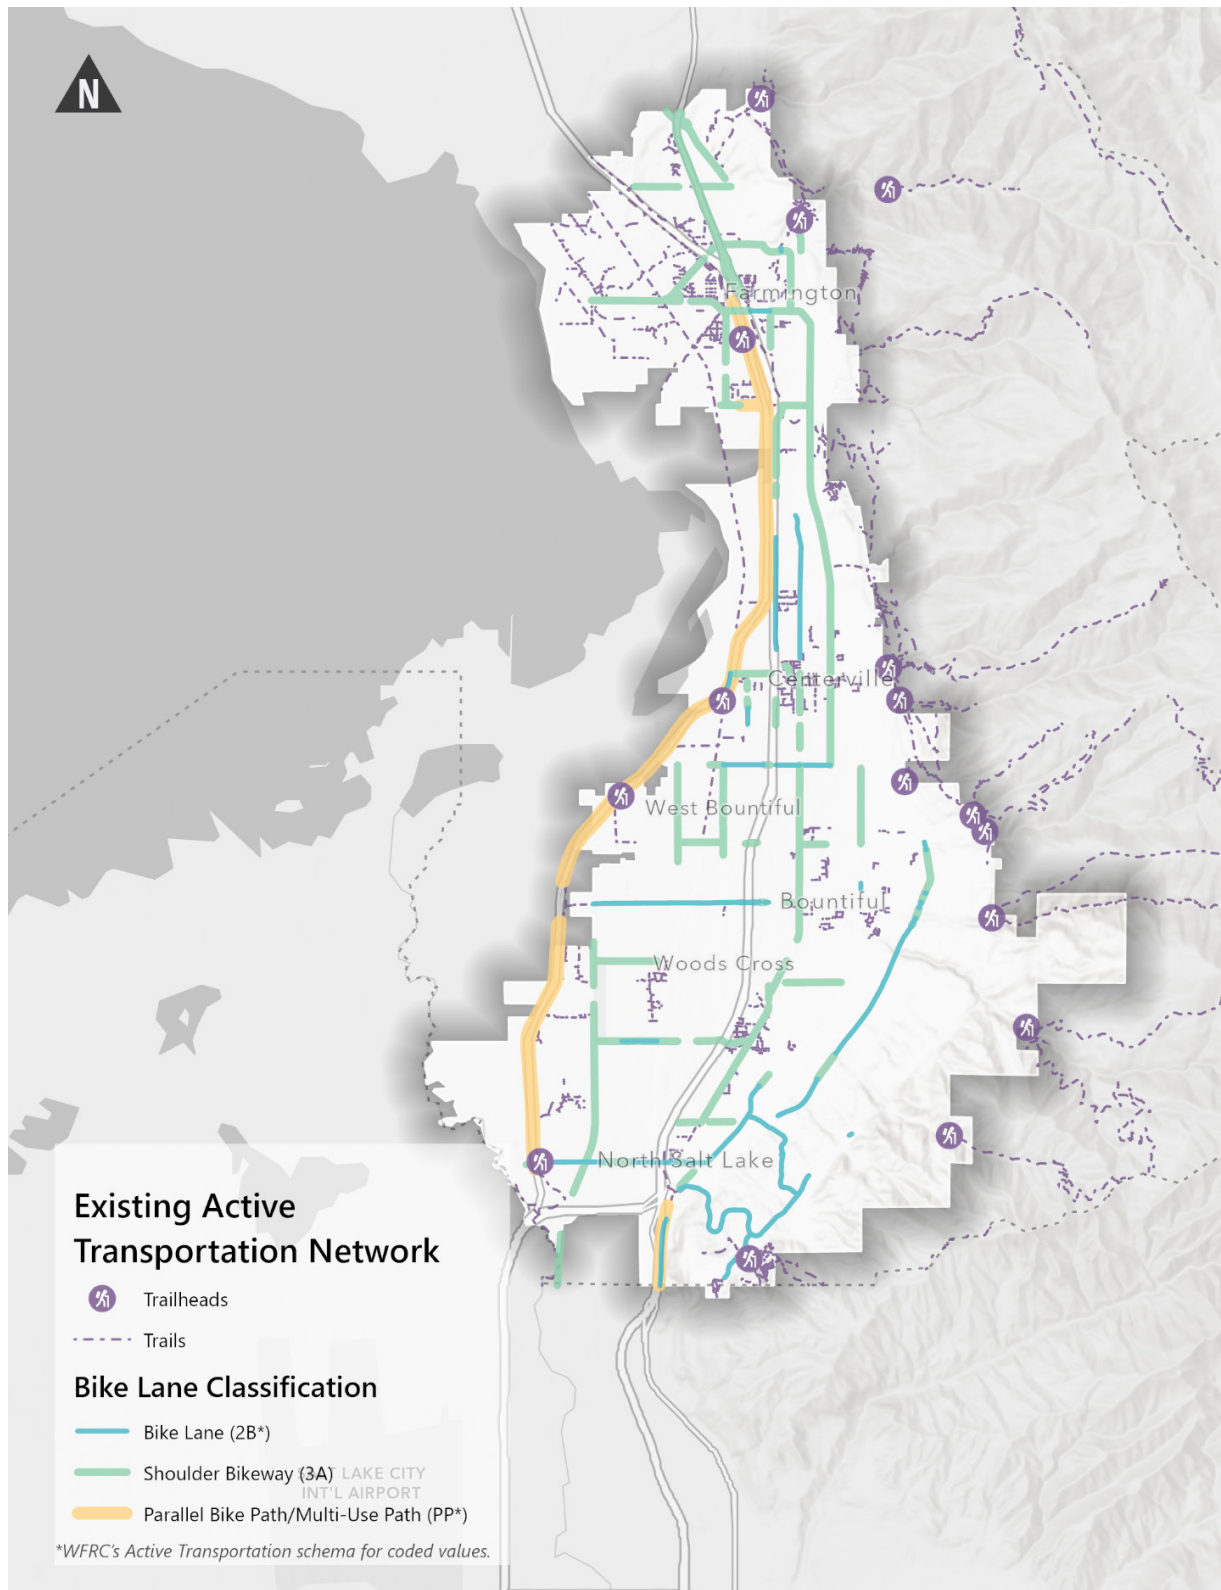 N
Farmington
Centerville
West Bountiful
Bountiful
Woods Cross
North Salt Lake
Existing Active
Transportation Network
Trailheads
Trails
Bike Lane Classification
Bike Lane (2B*)
Shoulder Bikeway (3A)
LAKE CITY
INT'L AIRPORT
Parallel Bike Path/Multi-Use Path (PP*)
*WFRC's Active Transportation schema for coded values.